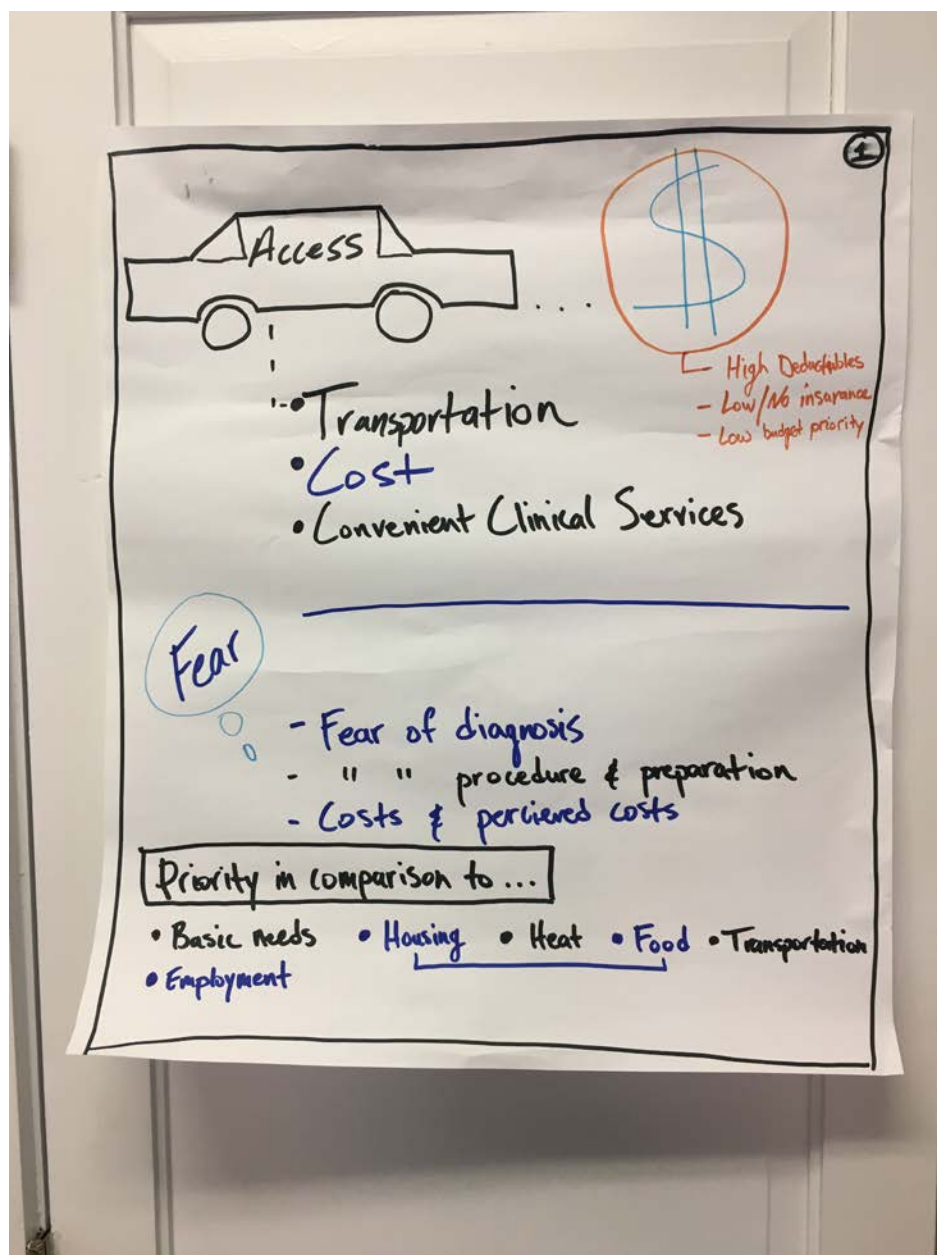 1
Access
$
...
High Deductibles
- Low/No insurance
- Low budget priority
• Transportation
• Cost
• Convenient Clinical Services
Fear
- Fear of diagnosis
- " " procedure & preparation
- Costs & percieved costs
Priority in comparison to ...
• Basic needs • Housing • Heat • Food • Transportation
• Employment